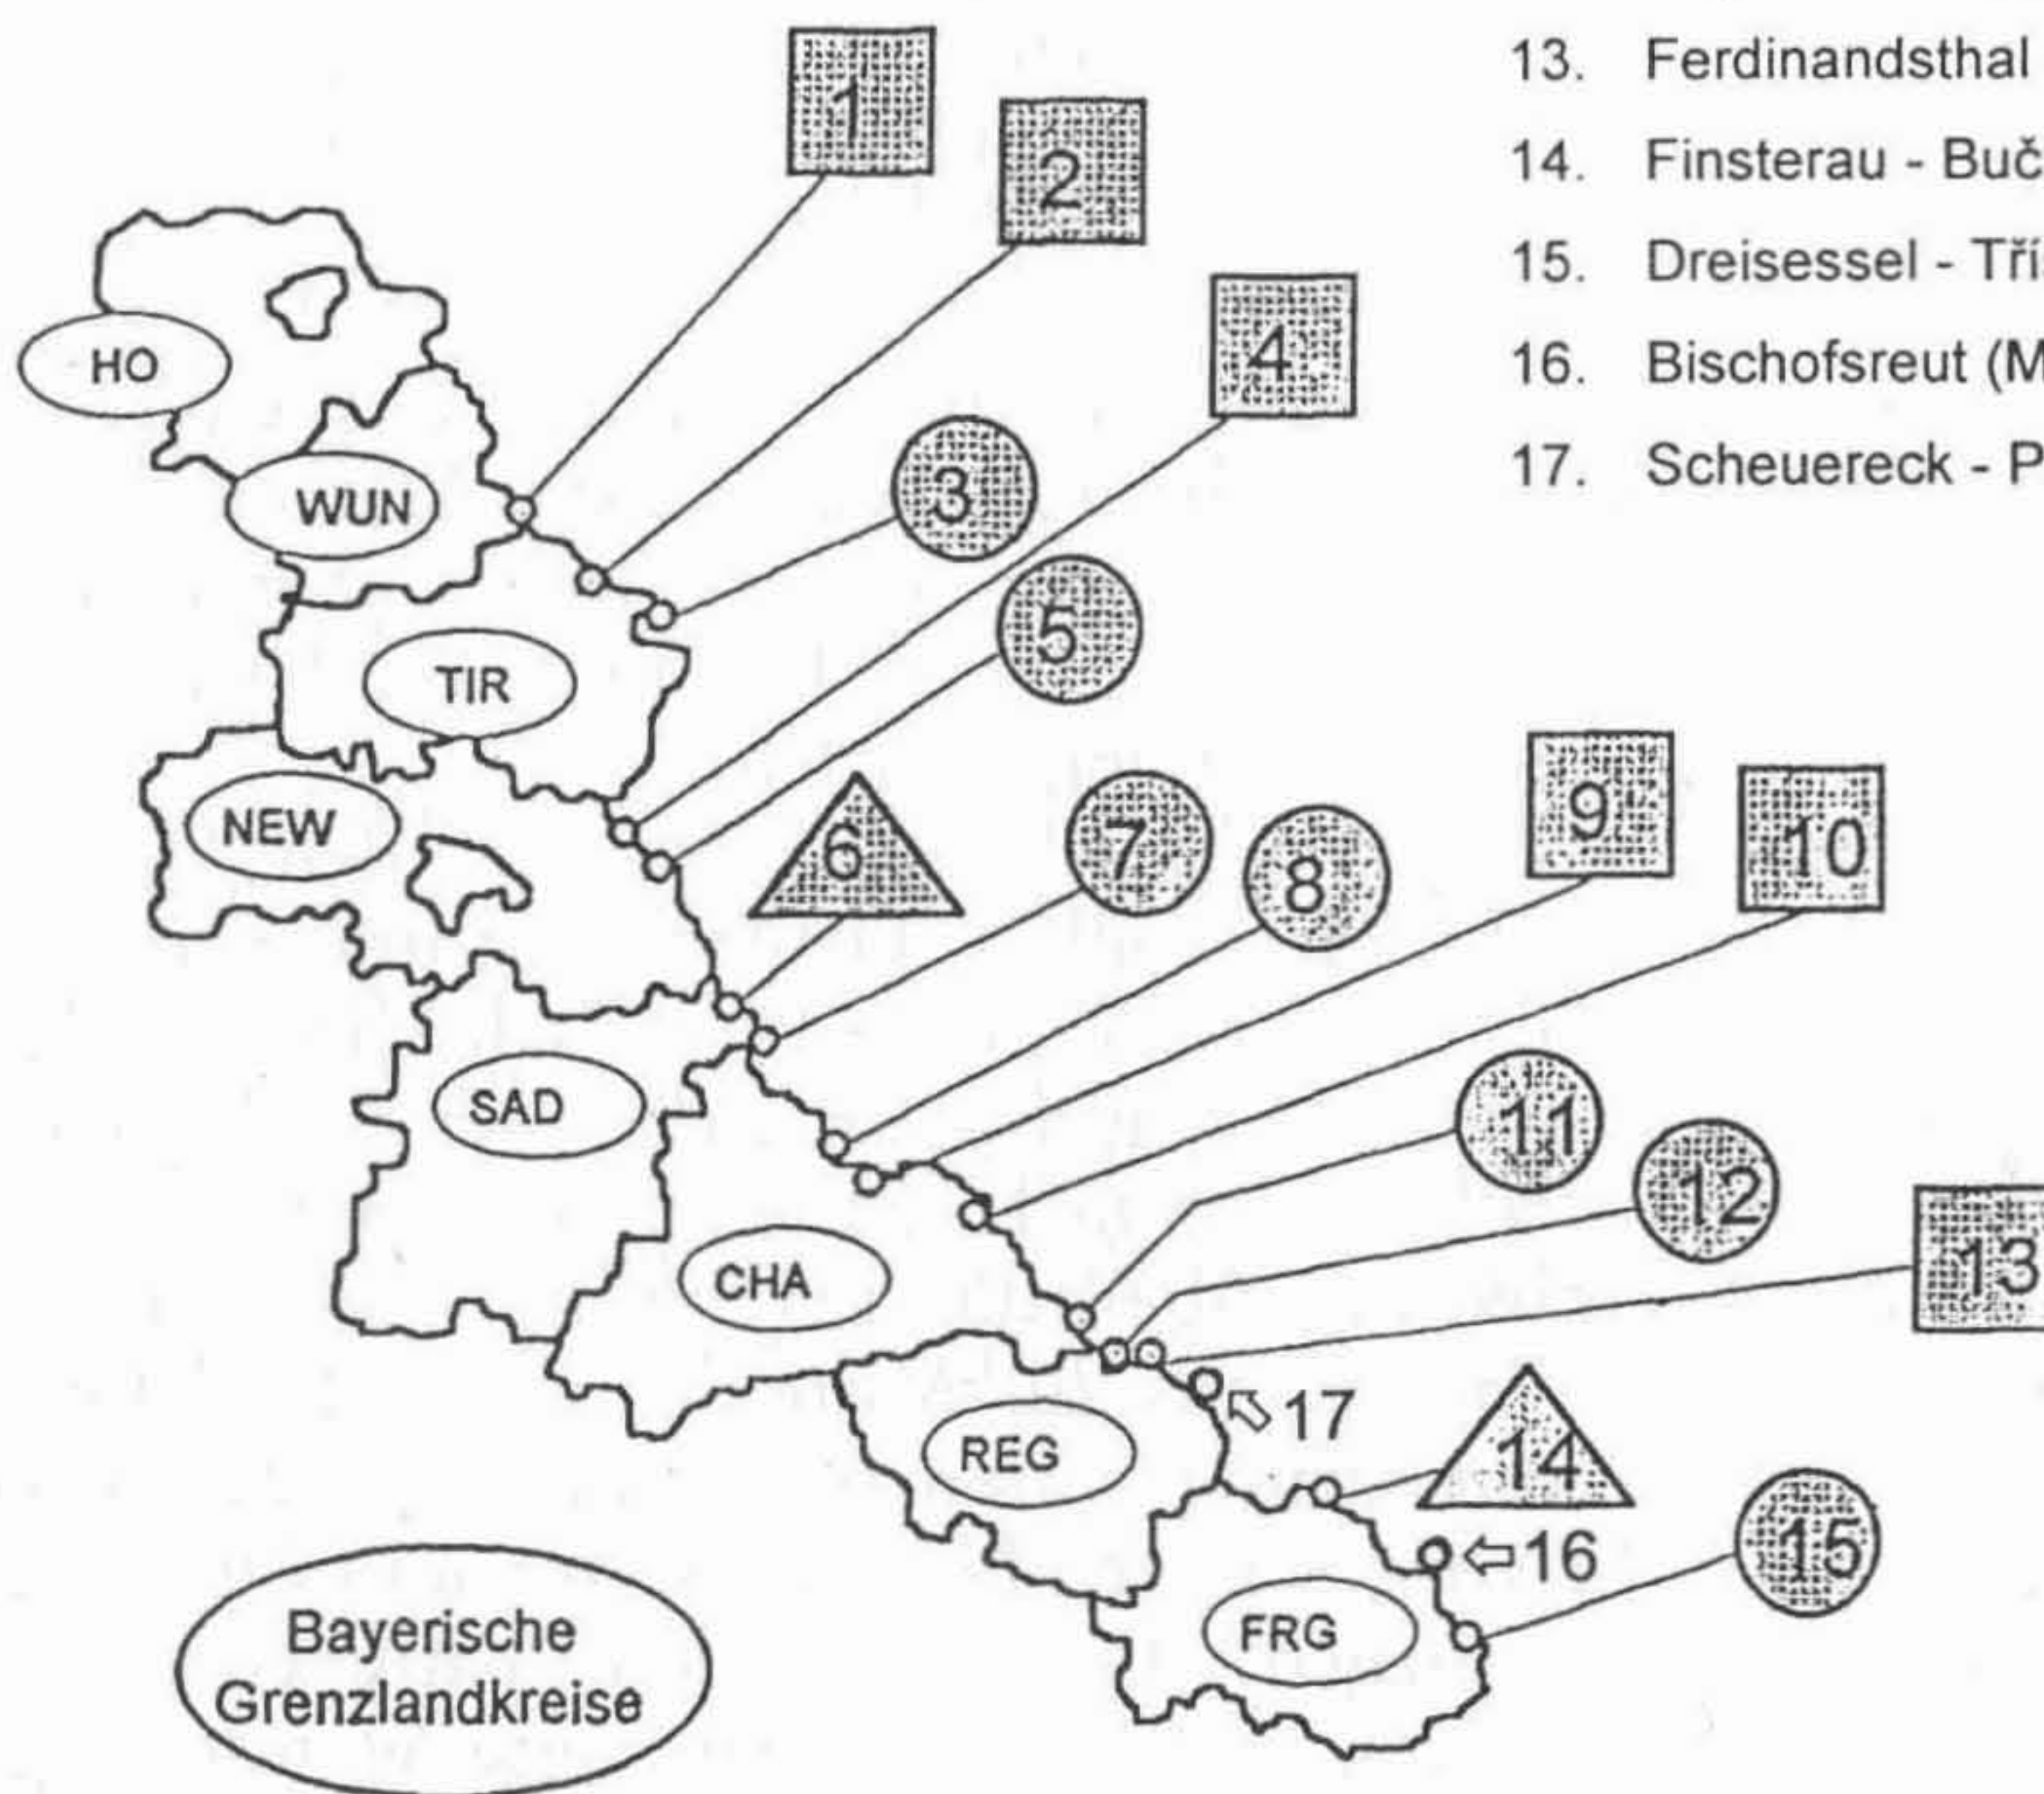 13. Ferdinandsthal
14. Finsterau - Buč
15. Dreisessel - Tří
16. Bischofsreut (M
17. Scheuereck - P
1
2
4
3
5
HO
WUN
TIR
NEW
6
7
8
9
10
SAD
11
12
13
CHA
17
14
REG
16
15
FRG
Bayerische
Grenzlandkreise